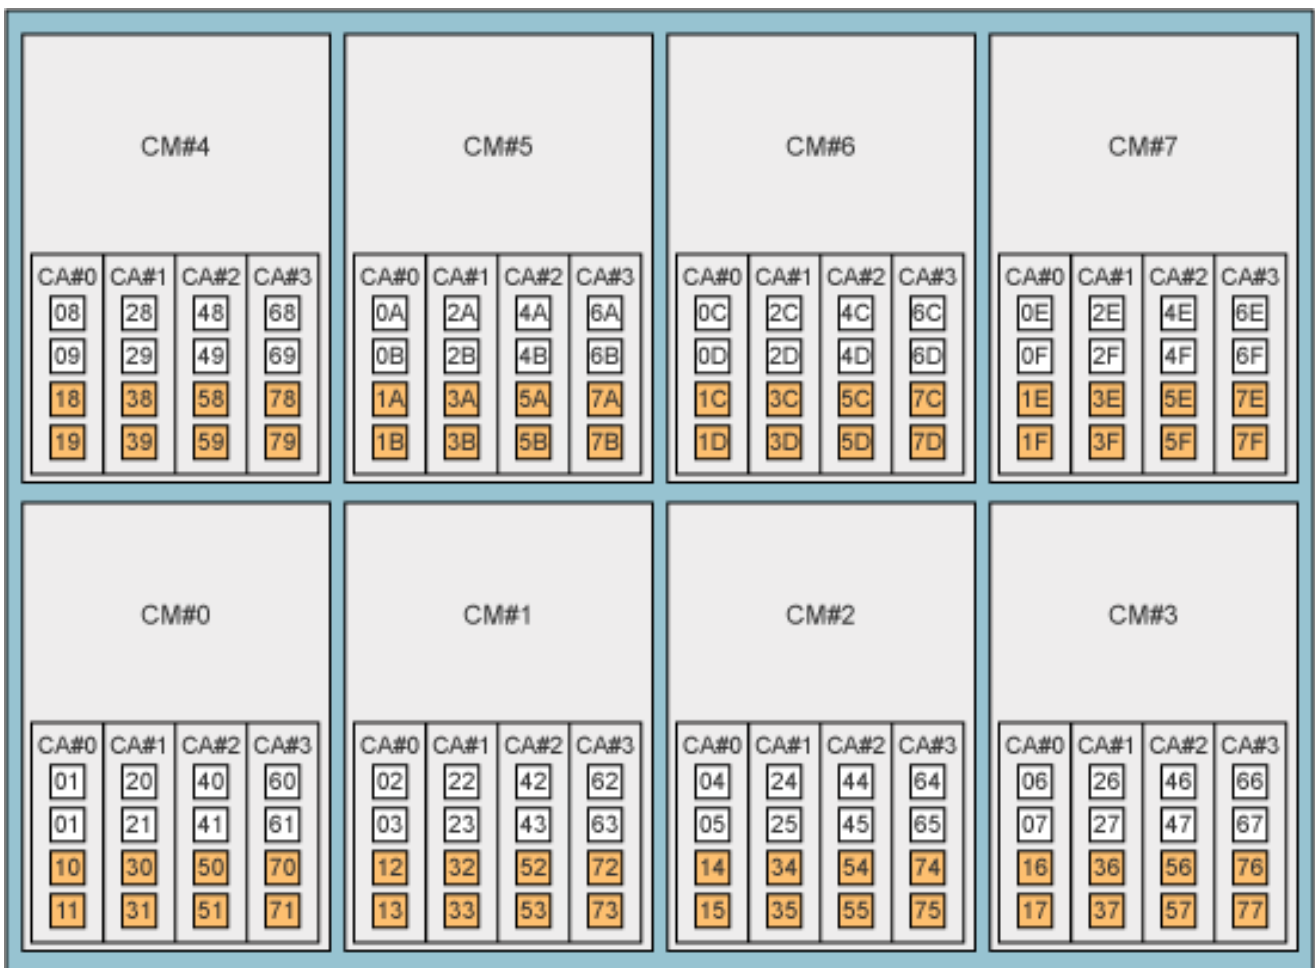 CM#4 CM#5 CM#6 CM#7
CA#0 CA#1 CA#2 CA#3 CA#0 CA#1 CA#2 CA#3 CA#0 CA#1 CA#2 CA#3 CA#0 CA#1 CA#2 CA#3
08 28 48 68 0A 2A 4A 6A 0C 2C 4C 6C 0E 2E 4E 6E
09 29 49 69 0B 2B 4B 6B 0D 2D 4D 6D 0F 2F 4F 6F
18 38 58 78 1A 3A 5A 7A 1C 3C 5C 7C 1E 3E 5E 7E
19 39 59 79 1B 3B 5B 7B 1D 3D 5D 7D 1F 3F 5F 7F
CM#0 CM#1 CM#2 CM#3
CA#0 CA#1 CA#2 CA#3 CA#0 CA#1 CA#2 CA#3 CA#0 CA#1 CA#2 CA#3 CA#0 CA#1 CA#2 CA#3
01 20 40 60 02 22 42 62 04 24 44 64 06 26 46 66
01 21 41 61 03 23 43 63 05 25 45 65 07 27 47 67
10 30 50 70 12 32 52 72 14 34 54 74 16 36 56 76
11 31 51 71 13 33 53 73 15 35 55 75 17 37 57 77